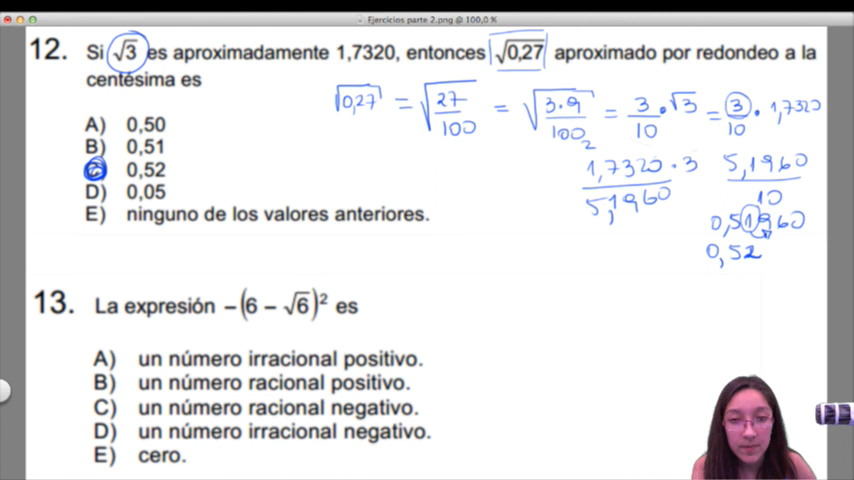 Ejercicios parte 2.png @ 100,0 %
12. Si √3 es aproximadamente 1,7320, entonces √0,27 aproximado por redondeo a la
centésima es
√0,27 = √27/100 = √3·9/100 = 3/10 · √3 = 3/10 · 1,7320
2
A) 0,50
B) 0,51
C) 0,52
D) 0,05
E) ninguno de los valores anteriores.
1,7320 · 3
5,1960
5,1960
10
0,51960
0,52
13. La expresión –(6 – √6)² es
A) un número irracional positivo.
B) un número racional positivo.
C) un número racional negativo.
D) un número irracional negativo.
E) cero.